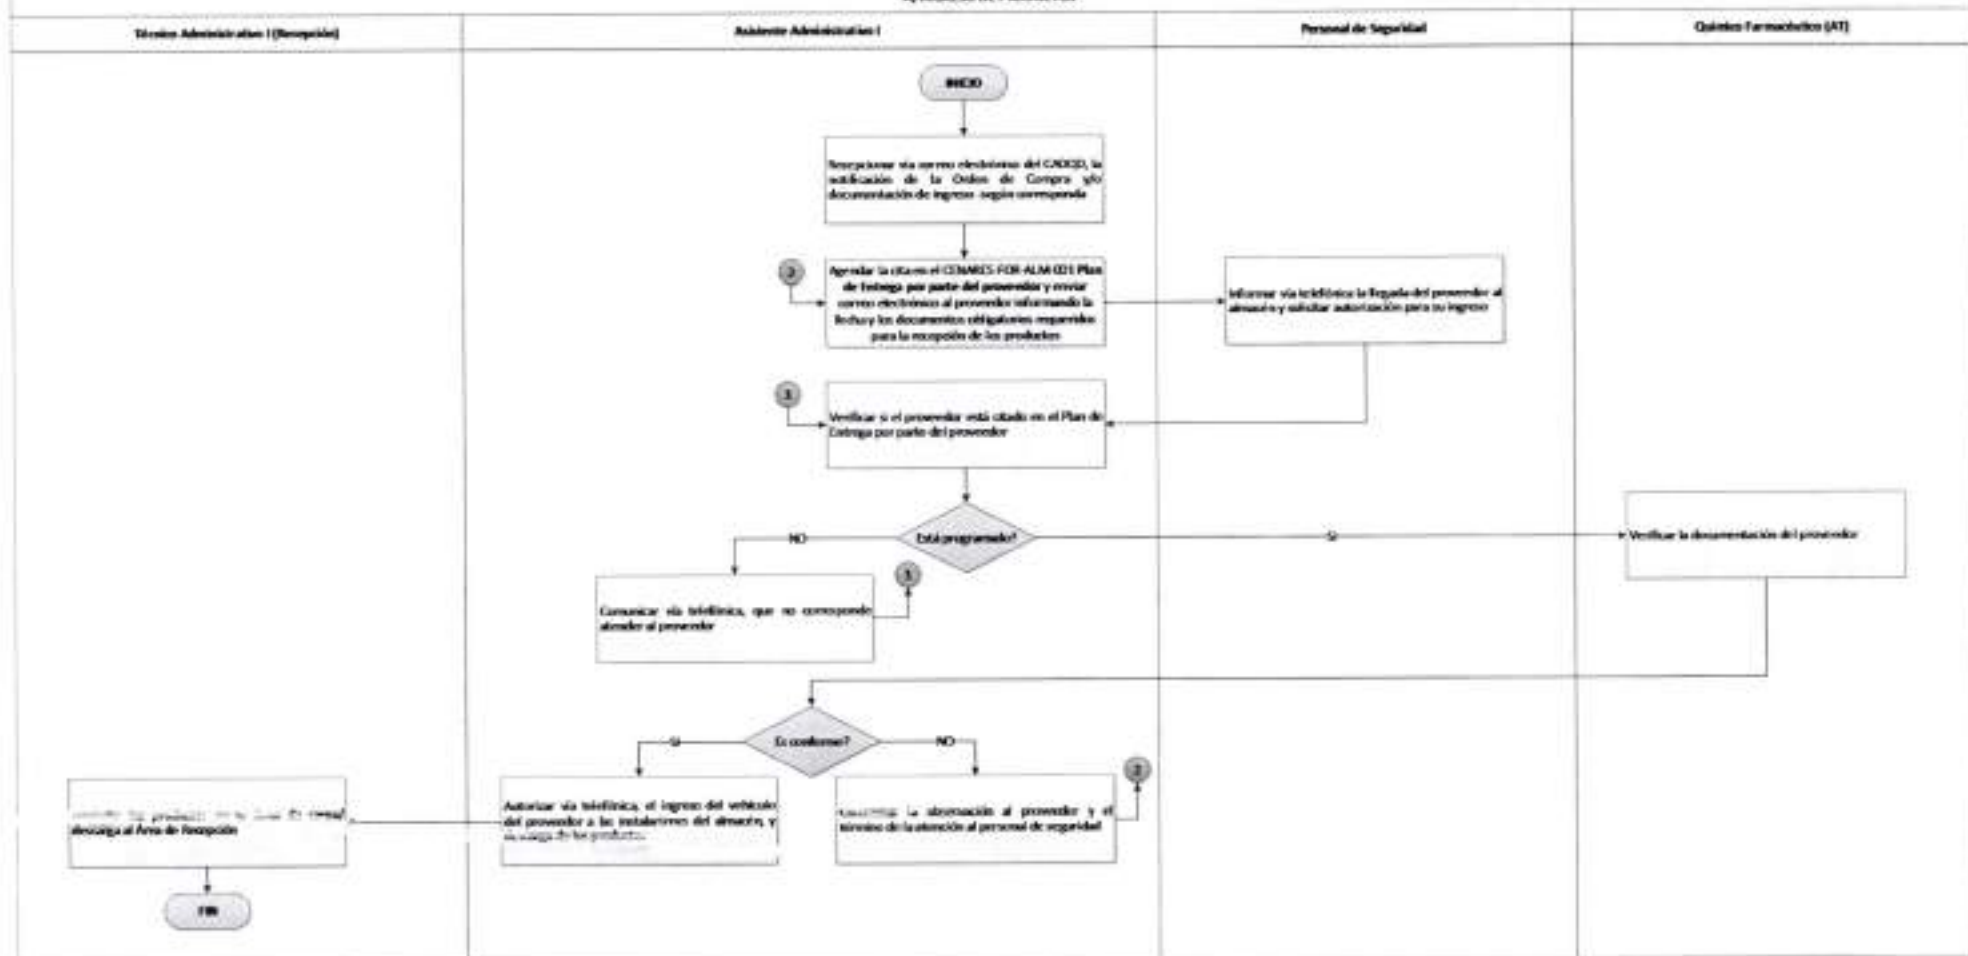 Técnico Administrativo I (Recepción)
Asistente Administrativo I
Personal de Seguridad
Químico Farmacéutico (AT)
INICIO
Recepcionar vía correo electrónico del CADQD, la
notificación de la Orden de Compra y/o
documentación de ingreso según corresponda
2
Agendar la cita en el CENARES-FOR-ALM-001 Plan
de Entrega por parte del proveedor y enviar
correo electrónico al proveedor informando la
fecha y los documentos obligatorios requeridos
para la recepción de los productos
Informar vía telefónica la llegada del proveedor al
almacén y solicitar autorización para su ingreso
1
Verificar si el proveedor está citado en el Plan de
Entrega por parte del proveedor
Está programado?
NO
SI
Verificar la documentación del proveedor
1
Comunicar vía telefónica, que no corresponde
atender al proveedor
Es conforme?
SI
NO
2
descarga al Área de Recepción
Autorizar vía telefónica, el ingreso del vehículo
del proveedor a las instalaciones del almacén, y
descarga de los productos
la observación al proveedor y el
término de la atención al personal de seguridad
FIN